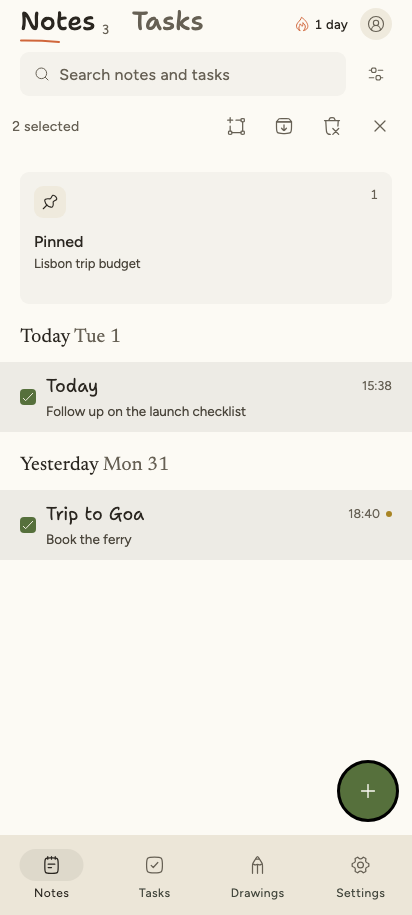 Notes 3 Tasks 1 day
Search notes and tasks
2 selected
1
Pinned
Lisbon trip budget
Today Tue 1
Today 15:38
Follow up on the launch checklist
Yesterday Mon 31
Trip to Goa 18:40
Book the ferry
Notes Tasks Drawings Settings